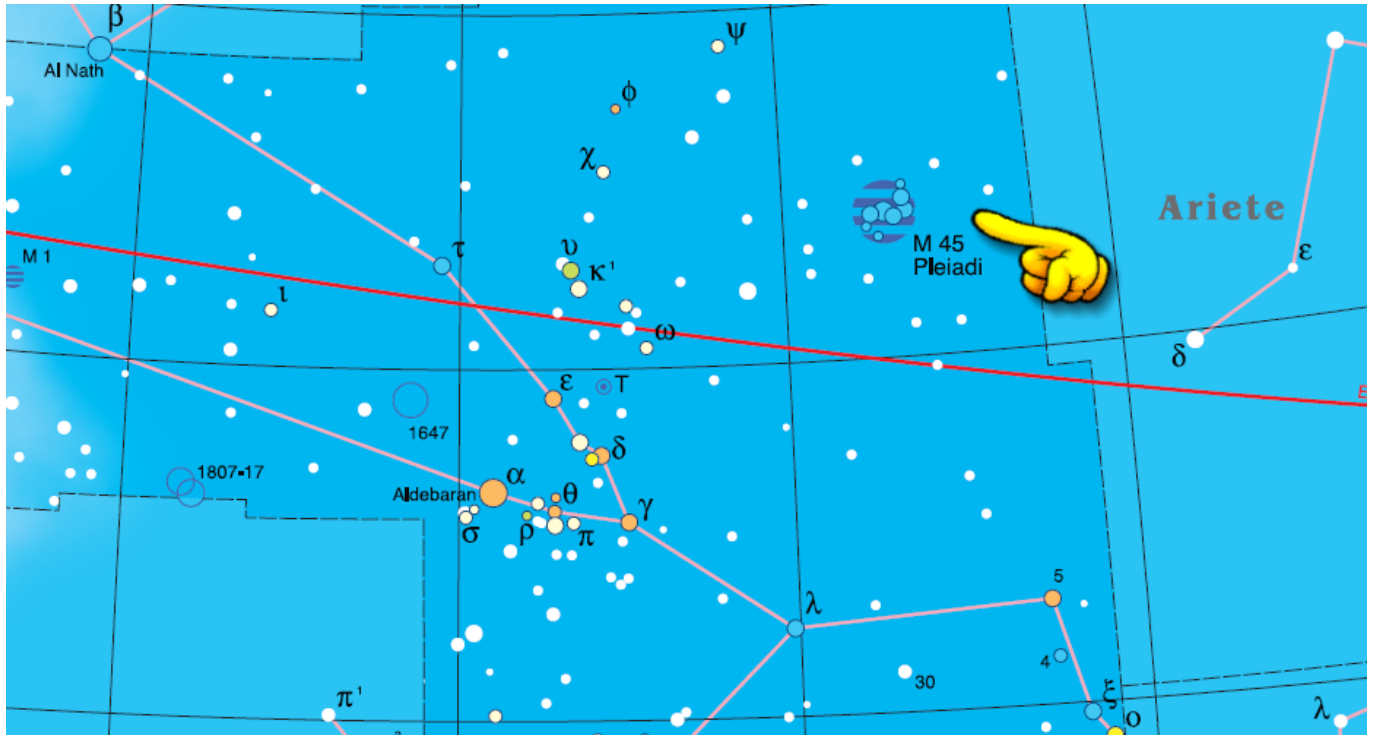 β
Al Nath
ψ
φ
χ
Ariete
M 1
τ
υ
κ¹
M 45
Pleiadi
ι
ω
ε
ε
T
δ
1647
δ
1807-17
α
Aldebaran
θ
σ
ρ
π
γ
5
λ
4
30
ξ
ο
π¹
λ